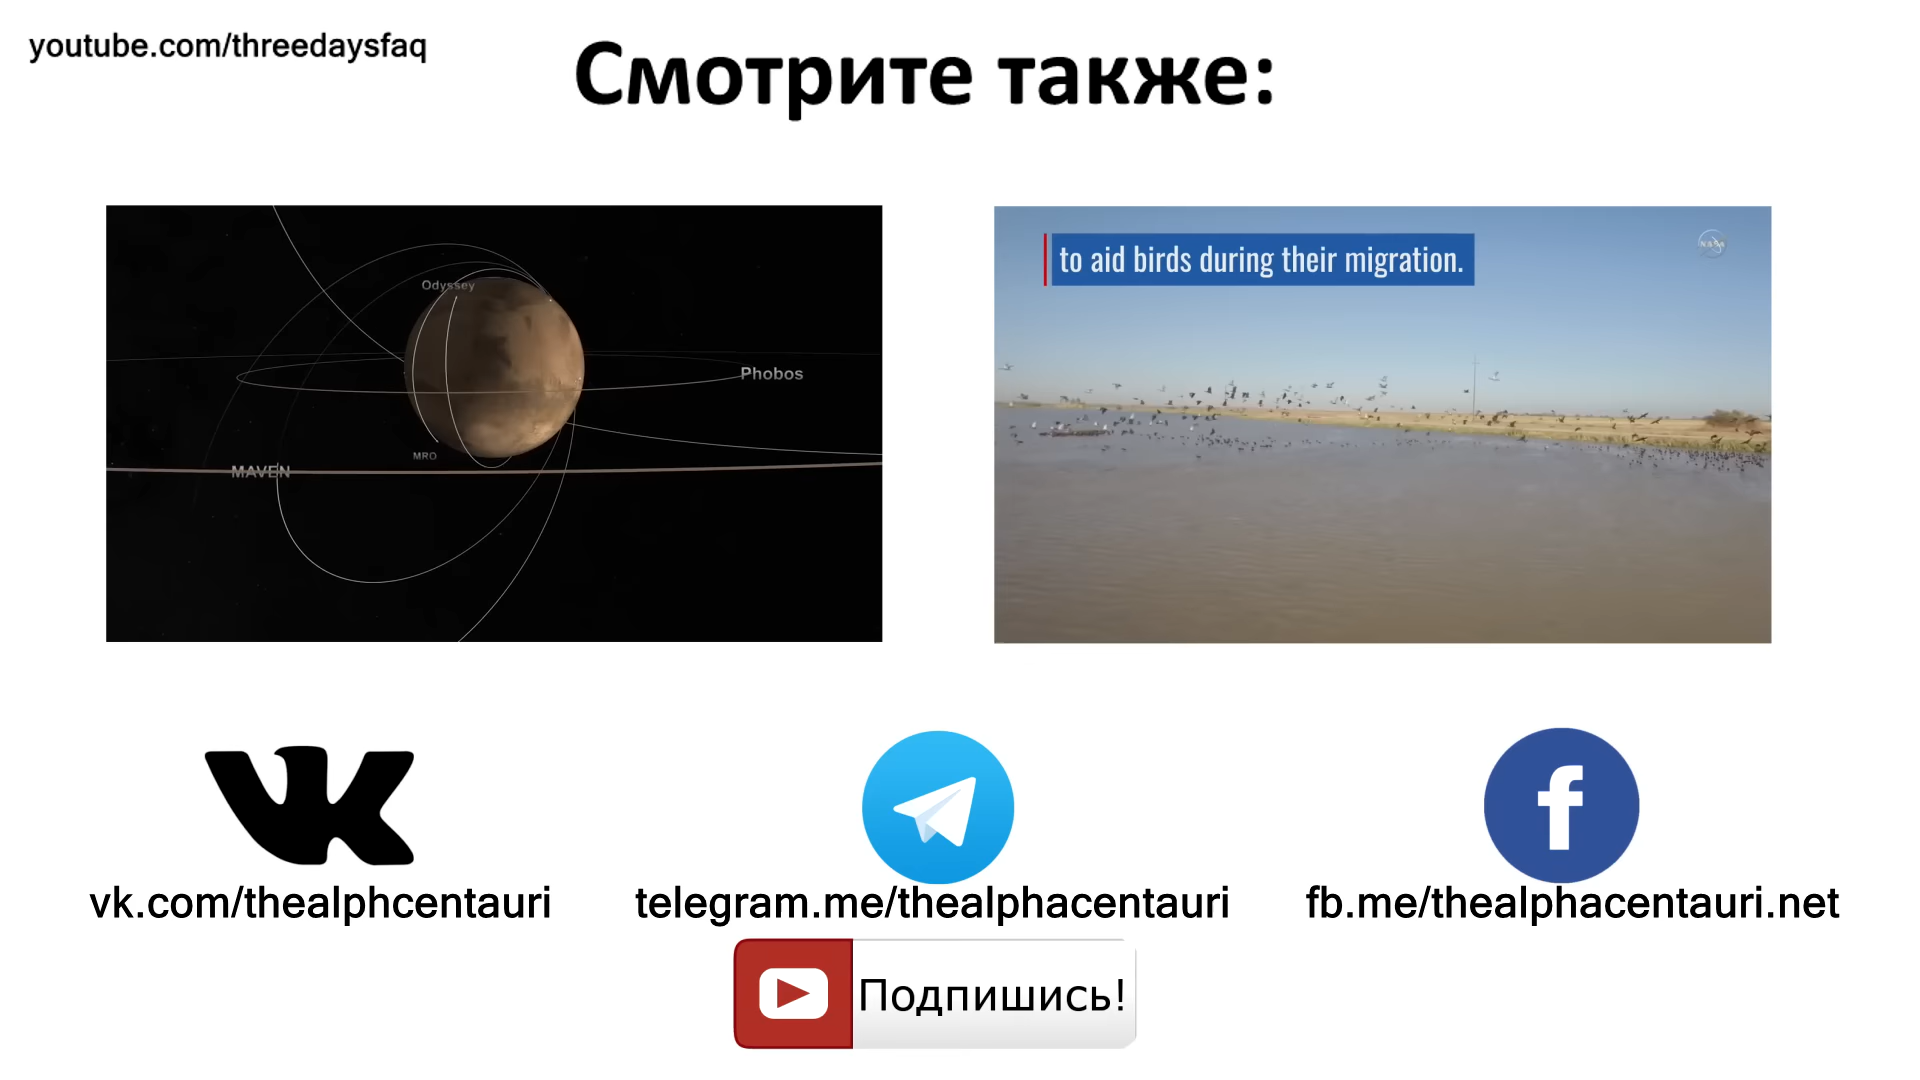 youtube.com/threedaysfaq
Смотрите также:
to aid birds during their migration.
NASA
Odyssey
Phobos
MRO
MAVEN
vk.com/thealphcentauri
telegram.me/thealphacentauri
fb.me/thealphacentauri.net
Подпишись!